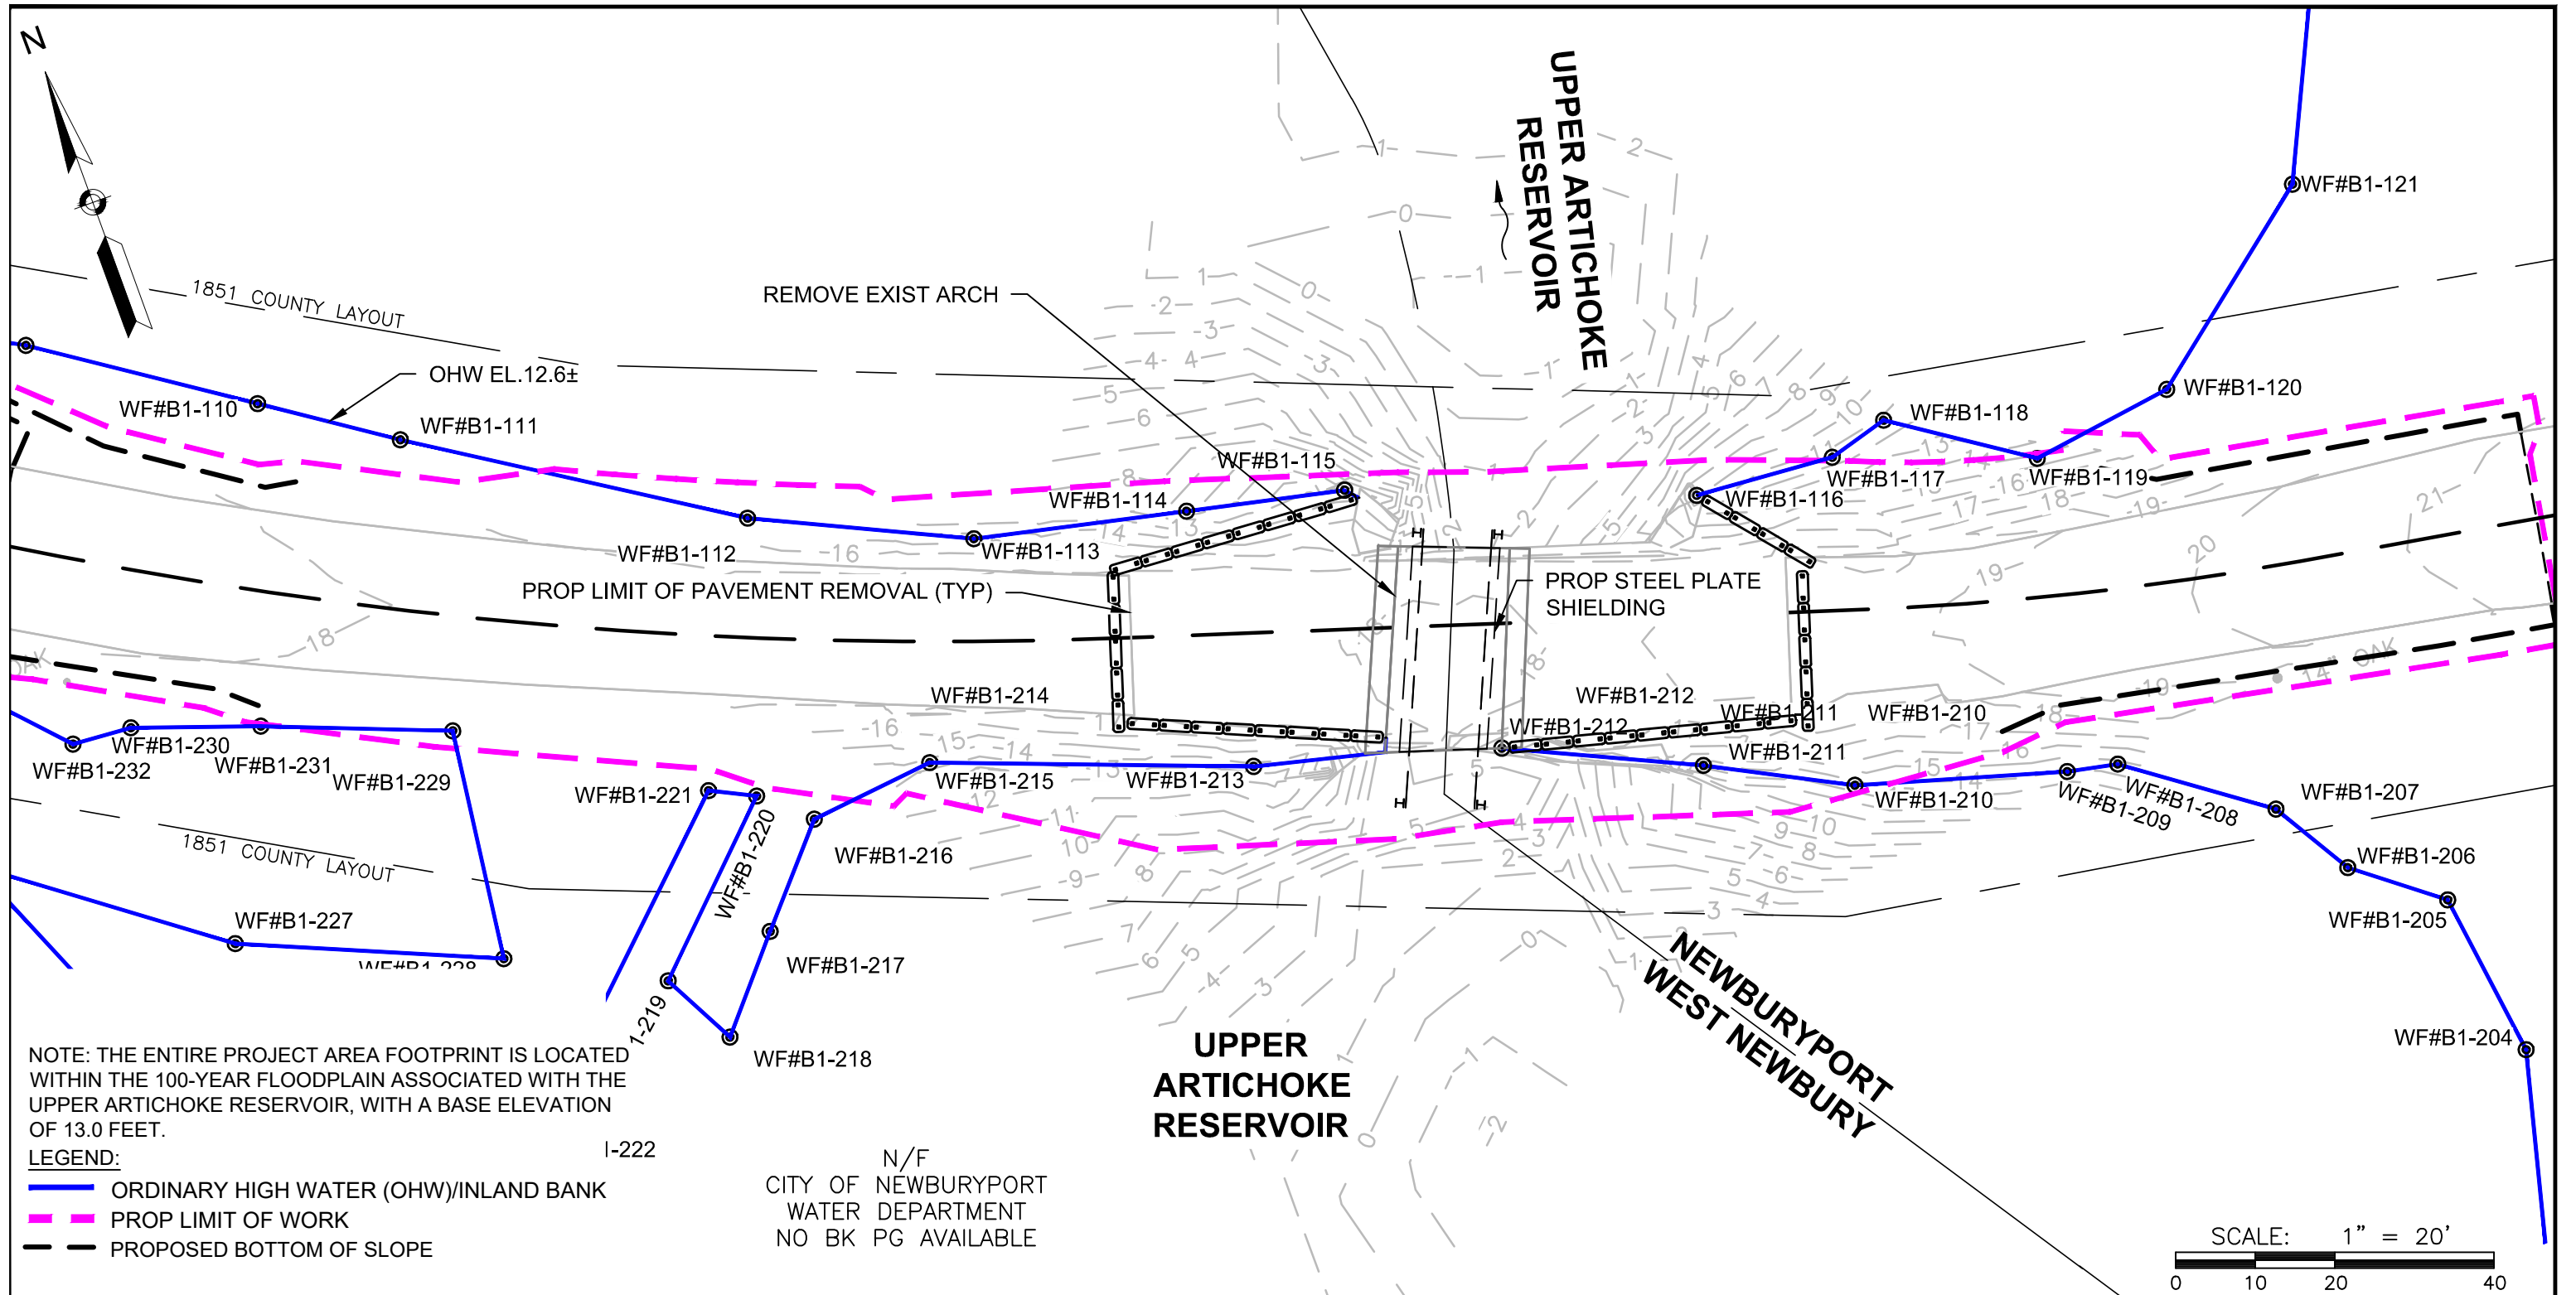 N
UPPER ARTICHOKE
RESERVOIR
WF#B1-121
1851 COUNTY LAYOUT
REMOVE EXIST ARCH
OHW EL.12.6±
WF#B1-110
WF#B1-111
WF#B1-120
WF#B1-118
WF#B1-115
WF#B1-114
WF#B1-116
WF#B1-117
WF#B1-119
WF#B1-112
WF#B1-113
PROP LIMIT OF PAVEMENT REMOVAL (TYP)
PROP STEEL PLATE
SHIELDING
14" OAK
OAK
WF#B1-214
WF#B1-212
WF#B1-211
WF#B1-210
WF#B1-212
WF#B1-230
WF#B1-232
WF#B1-231
WF#B1-229
WF#B1-221
WF#B1-215
WF#B1-213
WF#B1-211
WF#B1-210
WF#B1-209
WF#B1-208
WF#B1-207
WF#B1-220
WF#B1-216
WF#B1-206
1851 COUNTY LAYOUT
WF#B1-205
WF#B1-227
WF#B1-228
WF#B1-217
1-219
WF#B1-218
WF#B1-204
NEWBURYPORT
WEST NEWBURY
UPPER
ARTICHOKE
RESERVOIR
NOTE: THE ENTIRE PROJECT AREA FOOTPRINT IS LOCATED
WITHIN THE 100-YEAR FLOODPLAIN ASSOCIATED WITH THE
UPPER ARTICHOKE RESERVOIR, WITH A BASE ELEVATION
OF 13.0 FEET.
-222
LEGEND:
ORDINARY HIGH WATER (OHW)/INLAND BANK
PROP LIMIT OF WORK
PROPOSED BOTTOM OF SLOPE
N/F
CITY OF NEWBURYPORT
WATER DEPARTMENT
NO BK PG AVAILABLE
SCALE: 1" = 20'
0 10 20 40